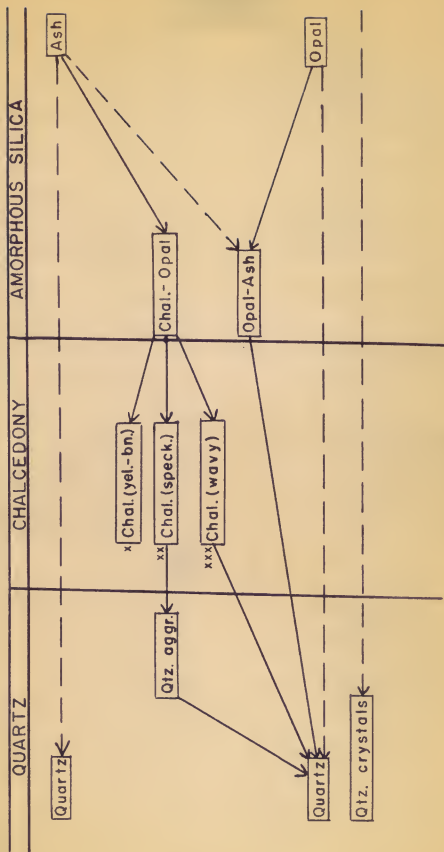 QUARTZ
CHALCEDONY
AMORPHOUS SILICA
Quartz
Ash
x Chal. (yel.-bn.)
xx Chal. (speck.)
xxx Chal. (wavy)
Chal.-Opal
Qtz. aggr.
Opal-Ash
Quartz
Opal
Qtz. crystals